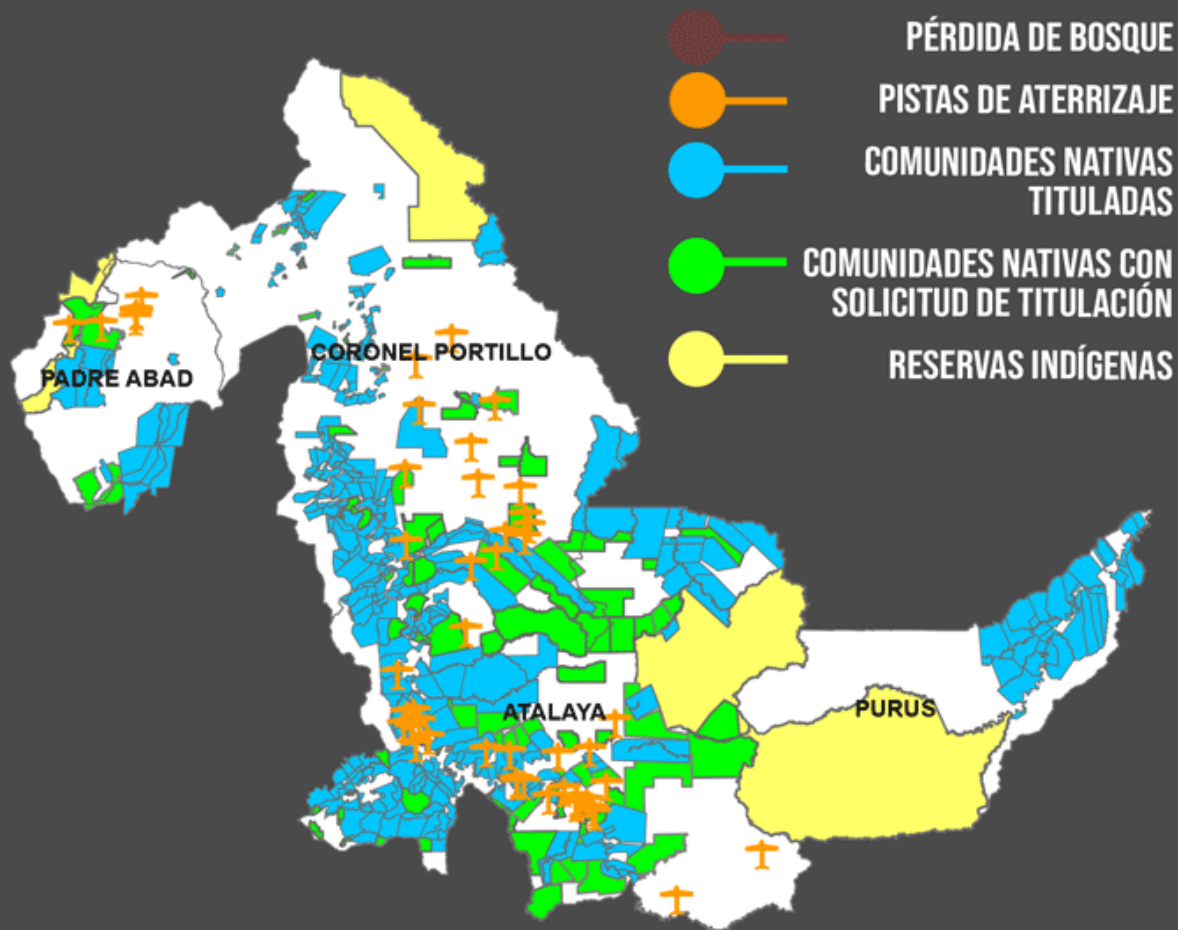 PÉRDIDA DE BOSQUE
PISTAS DE ATERRIZAJE
COMUNIDADES NATIVAS
TITULADAS
COMUNIDADES NATIVAS CON
SOLICITUD DE TITULACIÓN
RESERVAS INDÍGENAS
CORONEL PORTILLO
PADRE ABAD
ATALAYA
PURUS